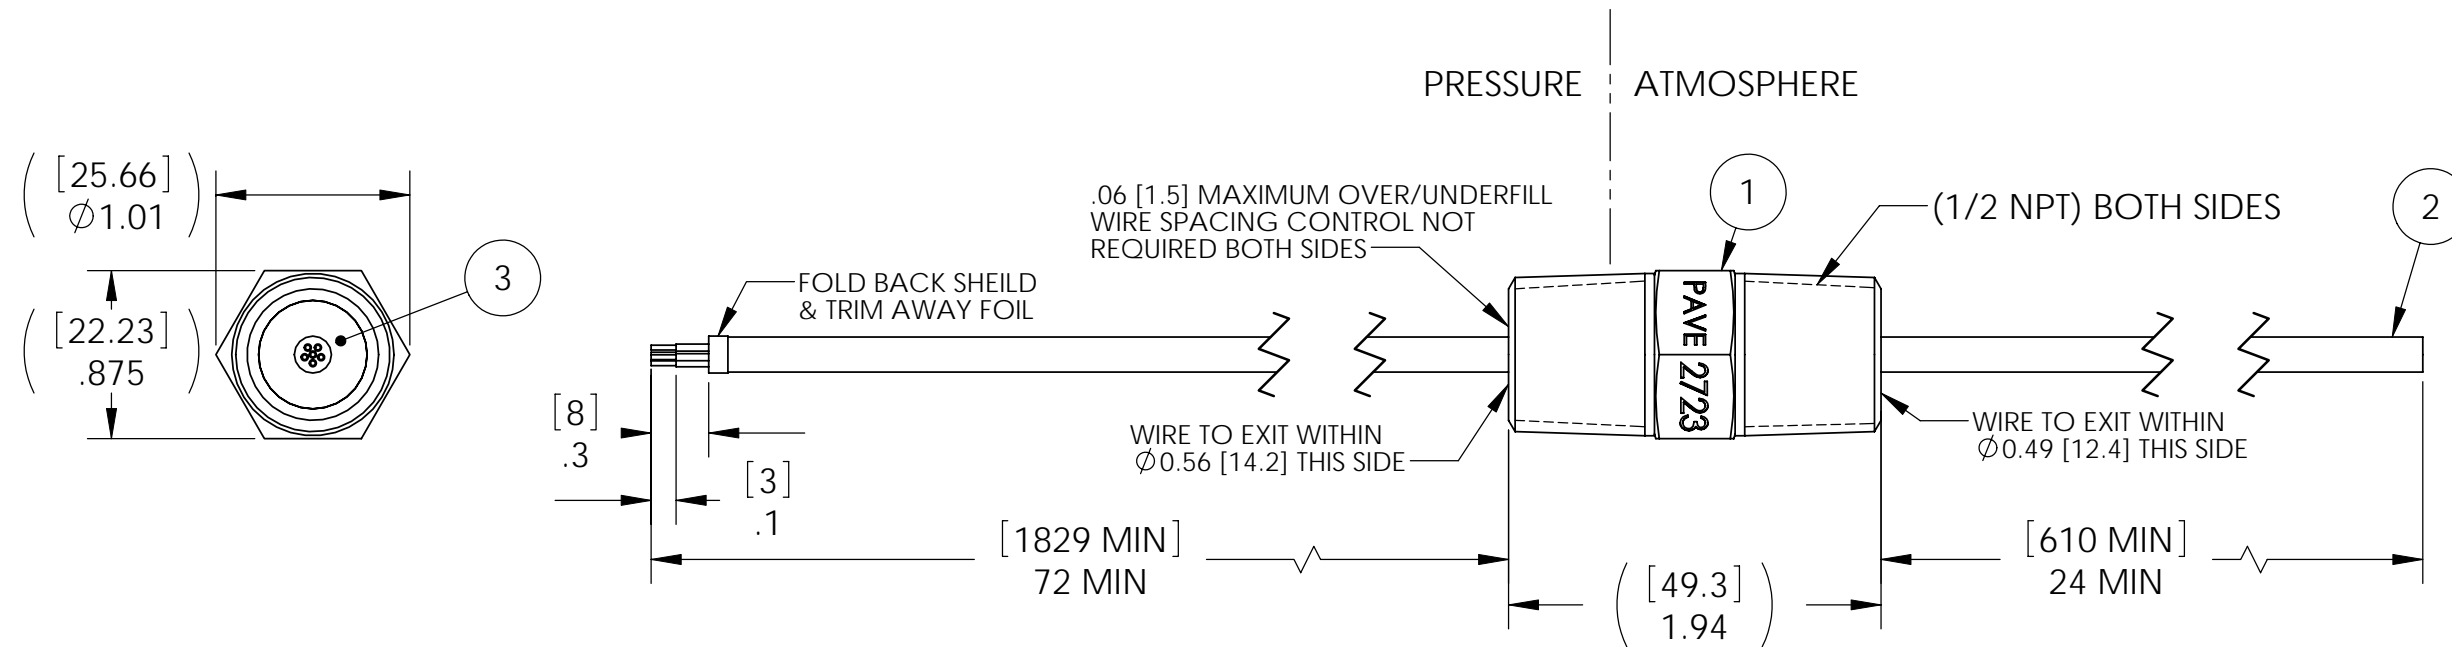 PRESSURE
ATMOSPHERE
[25.66]
⌀1.01
3
[22.23]
.875
FOLD BACK SHEILD
& TRIM AWAY FOIL
.06 [1.5] MAXIMUM OVER/UNDERFILL
WIRE SPACING CONTROL NOT
REQUIRED BOTH SIDES
1
(1/2 NPT) BOTH SIDES
2
PAVE 2723
[8]
.3
[3]
.1
WIRE TO EXIT WITHIN
⌀0.56 [14.2] THIS SIDE
WIRE TO EXIT WITHIN
⌀0.49 [12.4] THIS SIDE
[1829 MIN]
72 MIN
[49.3]
1.94
[610 MIN]
24 MIN